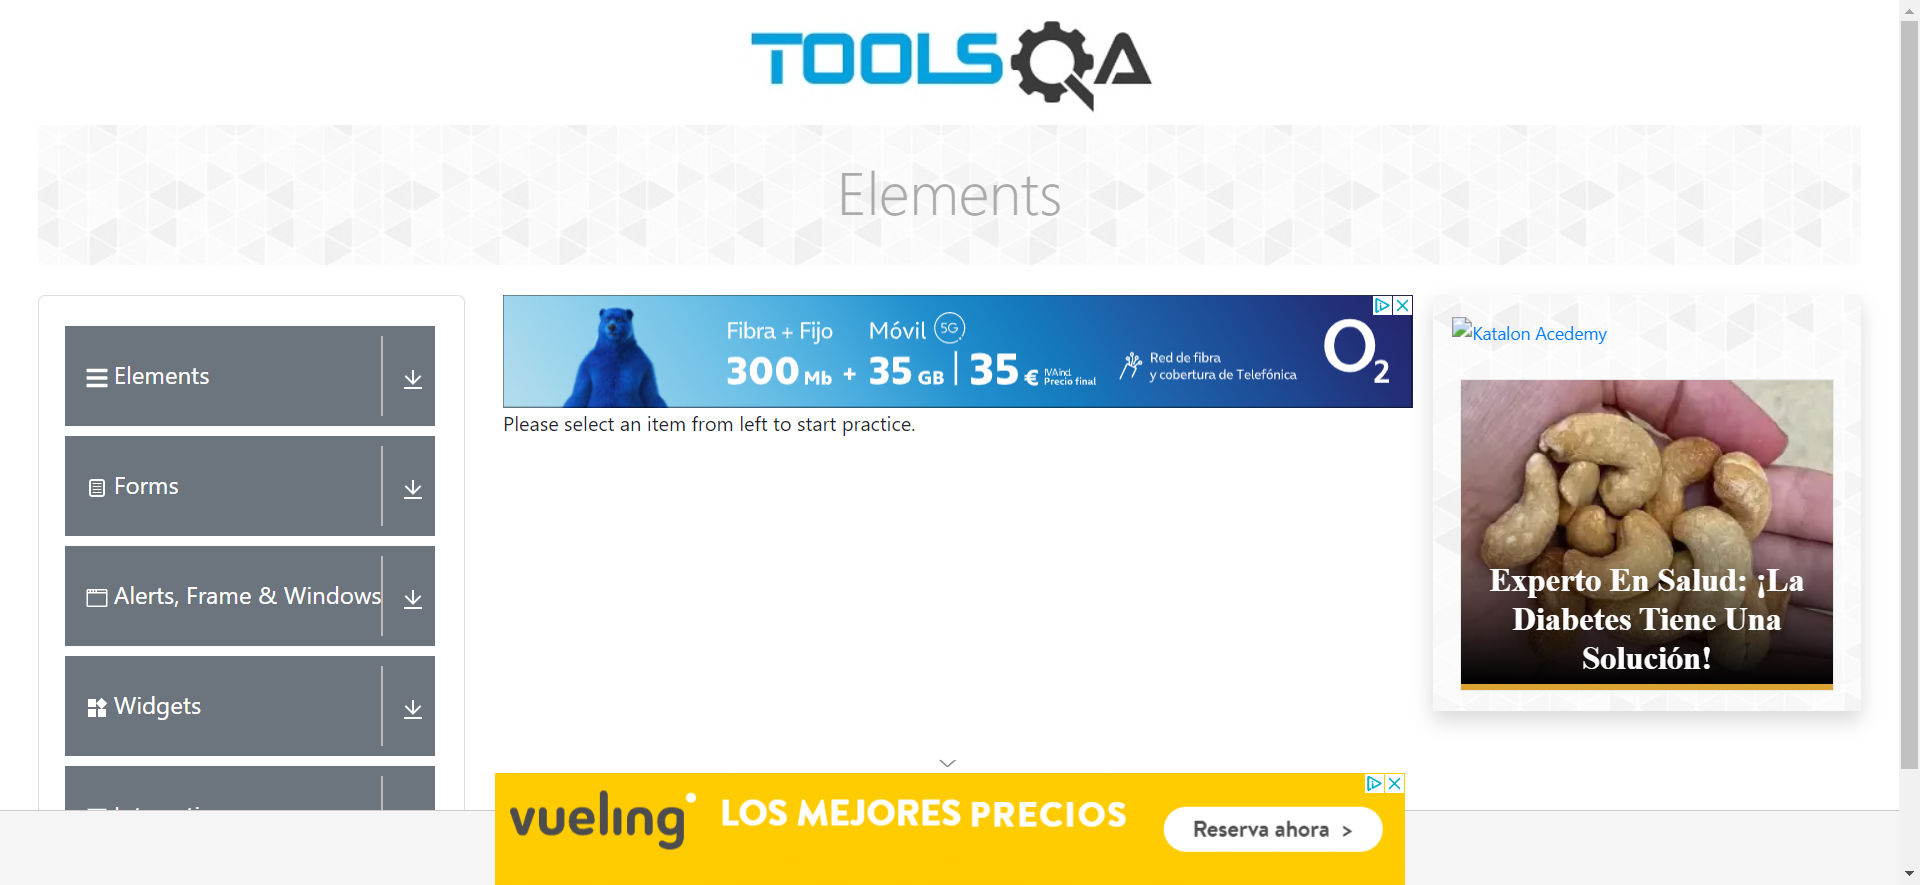 TOOLSQA
Elements
Elements
Forms
Alerts, Frame & Windows
Widgets
Fibra + Fijo Móvil 5G
300 Mb + 35 GB | 35 € IVA incl. Precio final
Red de fibra
y cobertura de Telefónica
O2
Please select an item from left to start practice.
Katalon Acedemy
Experto En Salud: ¡La
Diabetes Tiene Una
Solución!
vueling LOS MEJORES PRECIOS
Reserva ahora >